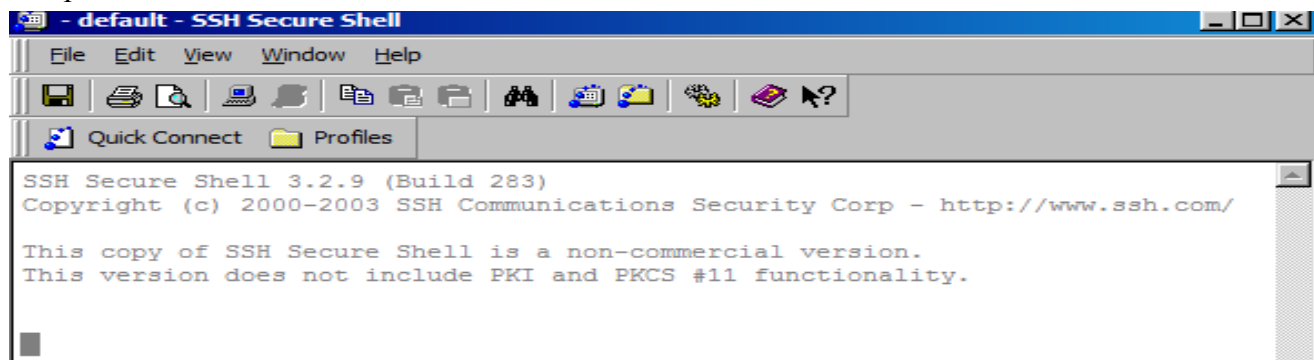 - default - SSH Secure Shell
File Edit View Window Help
Quick Connect Profiles
SSH Secure Shell 3.2.9 (Build 283)
Copyright (c) 2000-2003 SSH Communications Security Corp - http://www.ssh.com/
This copy of SSH Secure Shell is a non-commercial version.
This version does not include PKI and PKCS #11 functionality.